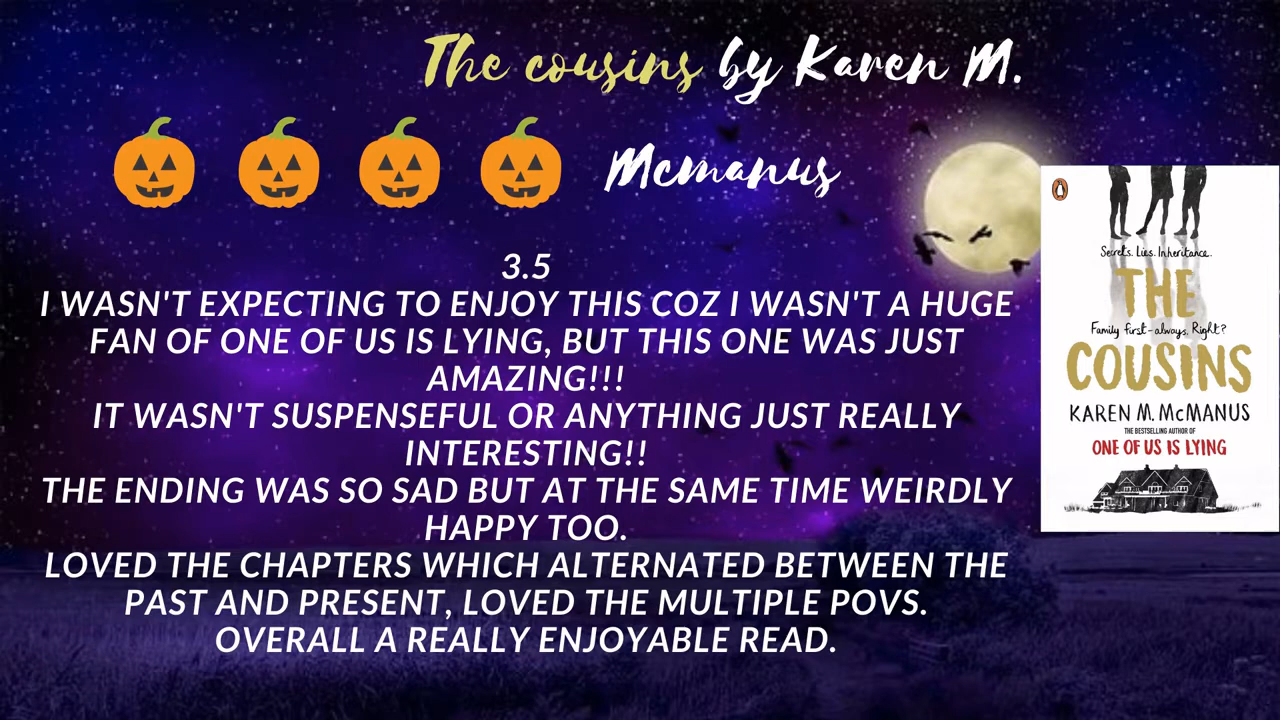 The cousins by Karen M.
Mcmanus
3.5
I WASN'T EXPECTING TO ENJOY THIS COZ I WASN'T A HUGE
FAN OF ONE OF US IS LYING, BUT THIS ONE WAS JUST
AMAZING!!!
IT WASN'T SUSPENSEFUL OR ANYTHING JUST REALLY
INTERESTING!!
THE ENDING WAS SO SAD BUT AT THE SAME TIME WEIRDLY
HAPPY TOO.
LOVED THE CHAPTERS WHICH ALTERNATED BETWEEN THE
PAST AND PRESENT, LOVED THE MULTIPLE POVS.
OVERALL A REALLY ENJOYABLE READ.
Secrets. Lies. Inheritance.
THE
Family first-always, Right?
COUSINS
KAREN M. McMANUS
THE BESTSELLING AUTHOR OF
ONE OF US IS LYING